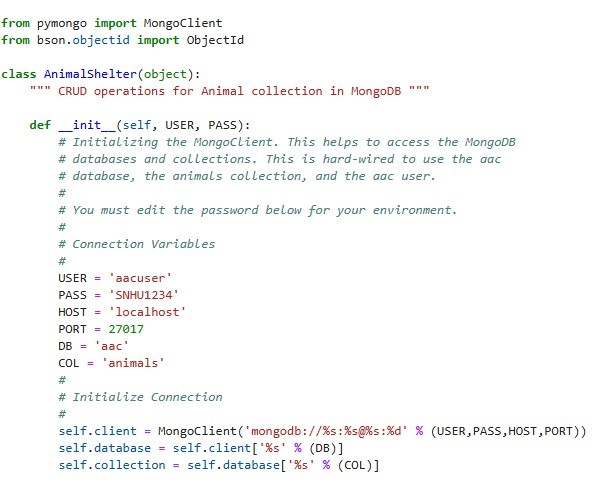 from pymongo import MongoClient
from bson.objectid import ObjectId
class AnimalShelter(object):
""" CRUD operations for Animal collection in MongoDB """
def __init__(self, USER, PASS):
# Initializing the MongoClient. This helps to access the MongoDB
# databases and collections. This is hard-wired to use the aac
# database, the animals collection, and the aac user.
#
# You must edit the password below for your environment.
#
# Connection Variables
#
USER = 'aacuser'
PASS = 'SNHU1234'
HOST = 'localhost'
PORT = 27017
DB = 'aac'
COL = 'animals'
#
# Initialize Connection
#
self.client = MongoClient('mongodb://%s:%s@%s:%d' % (USER,PASS,HOST,PORT))
self.database = self.client['%s' % (DB)]
self.collection = self.database['%s' % (COL)]